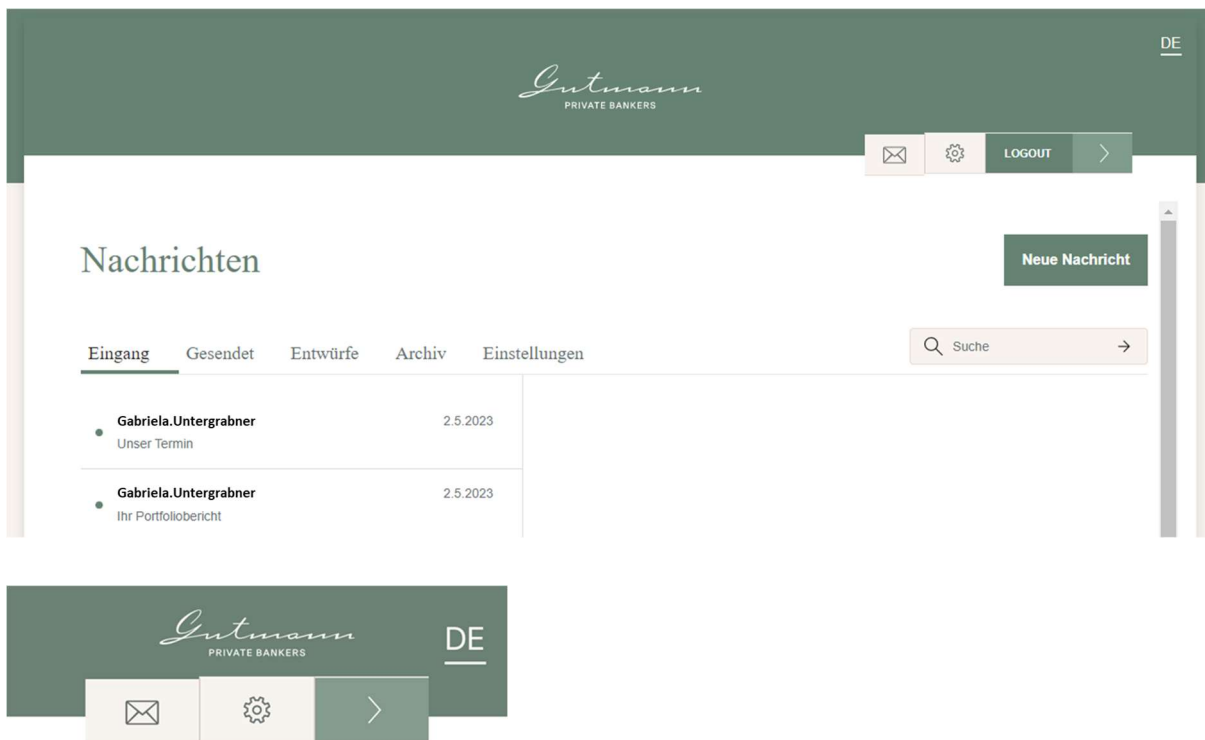 DE
Gutmann
PRIVATE BANKERS
LOGOUT
Nachrichten
Neue Nachricht
Eingang Gesendet Entwürfe Archiv Einstellungen Suche
Gabriela.Untergrabner 2.5.2023
Unser Termin
Gabriela.Untergrabner 2.5.2023
Ihr Portfoliobericht
Gutmann
PRIVATE BANKERS
DE